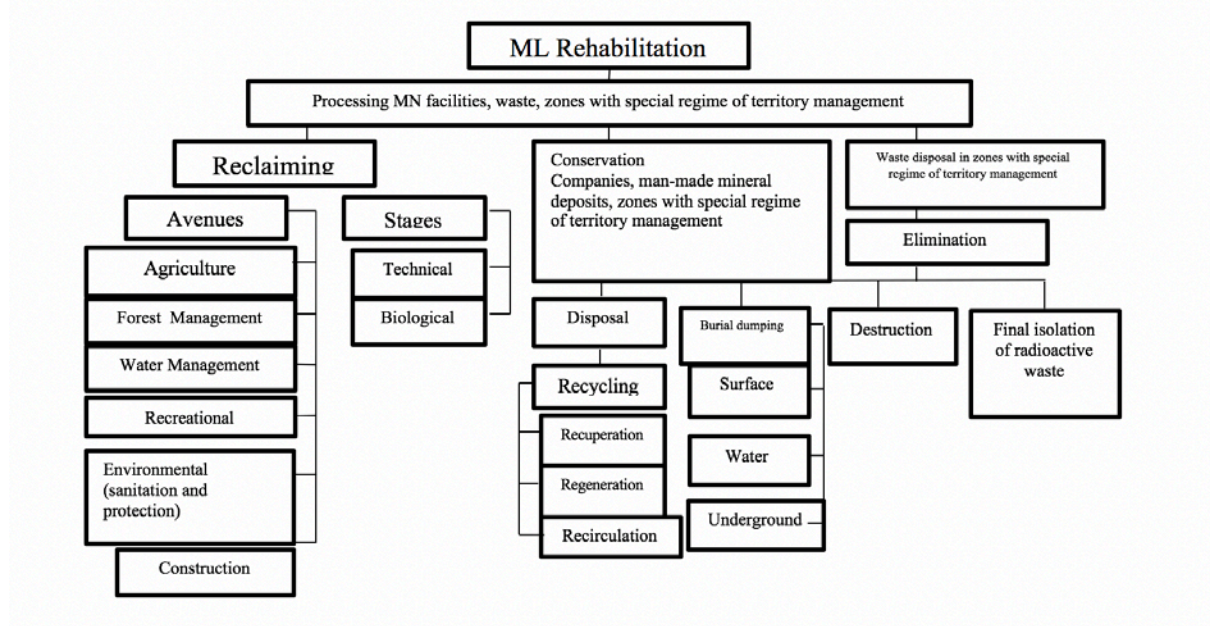 ML Rehabilitation
Processing MN facilities, waste, zones with special regime of territory management
Reclaiming
Avenues
Agriculture
Forest Management
Water Management
Recreational
Environmental
(sanitation and
protection)
Construction
Stages
Technical
Biological
Conservation
Companies, man-made mineral
deposits, zones with special regime
of territory management
Disposal
Recycling
Recuperation
Regeneration
Recirculation
Burial dumping
Surface
Water
Underground
Waste disposal in zones with special
regime of territory management
Elimination
Destruction
Final isolation
of radioactive
waste